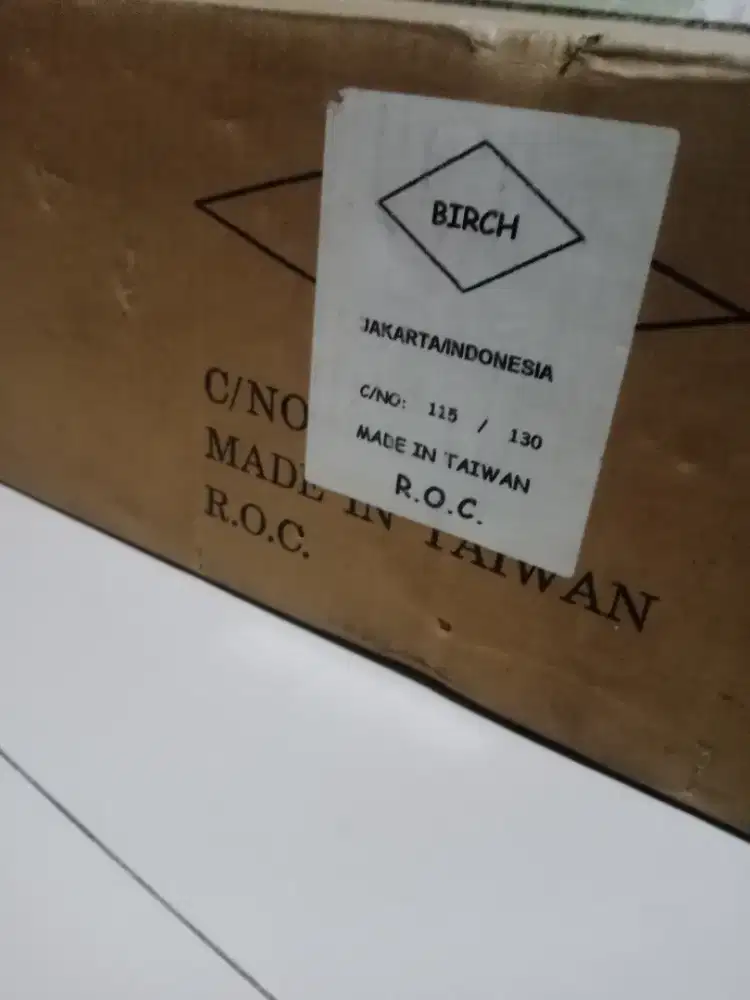 BIRCH
JAKARTA/INDONESIA
C/NO: 115 / 130
MADE IN TAIWAN
R.O.C.
C/NO
MADE IN TAIWAN
R.O.C.